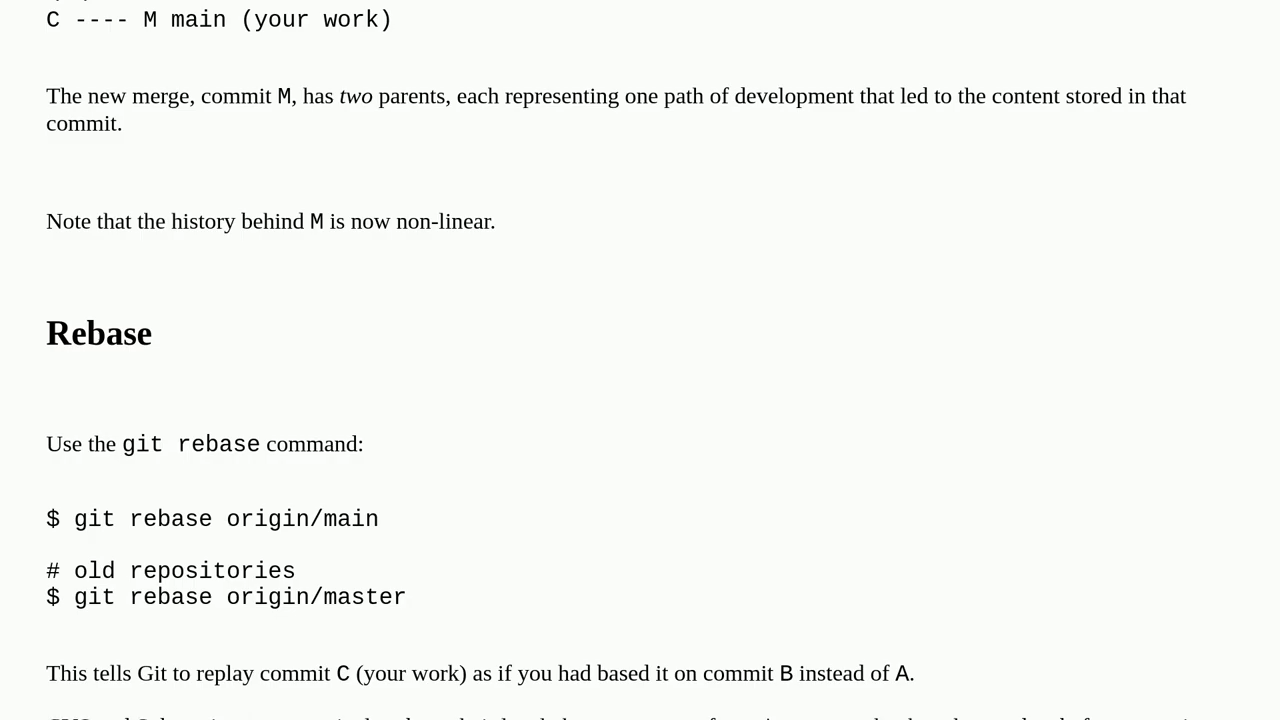 C ---- M main (your work)
The new merge, commit M, has two parents, each representing one path of development that led to the content stored in that
commit.
Note that the history behind M is now non-linear.
Rebase
Use the git rebase command:
$ git rebase origin/main
# old repositories
$ git rebase origin/master
This tells Git to replay commit C (your work) as if you had based it on commit B instead of A.